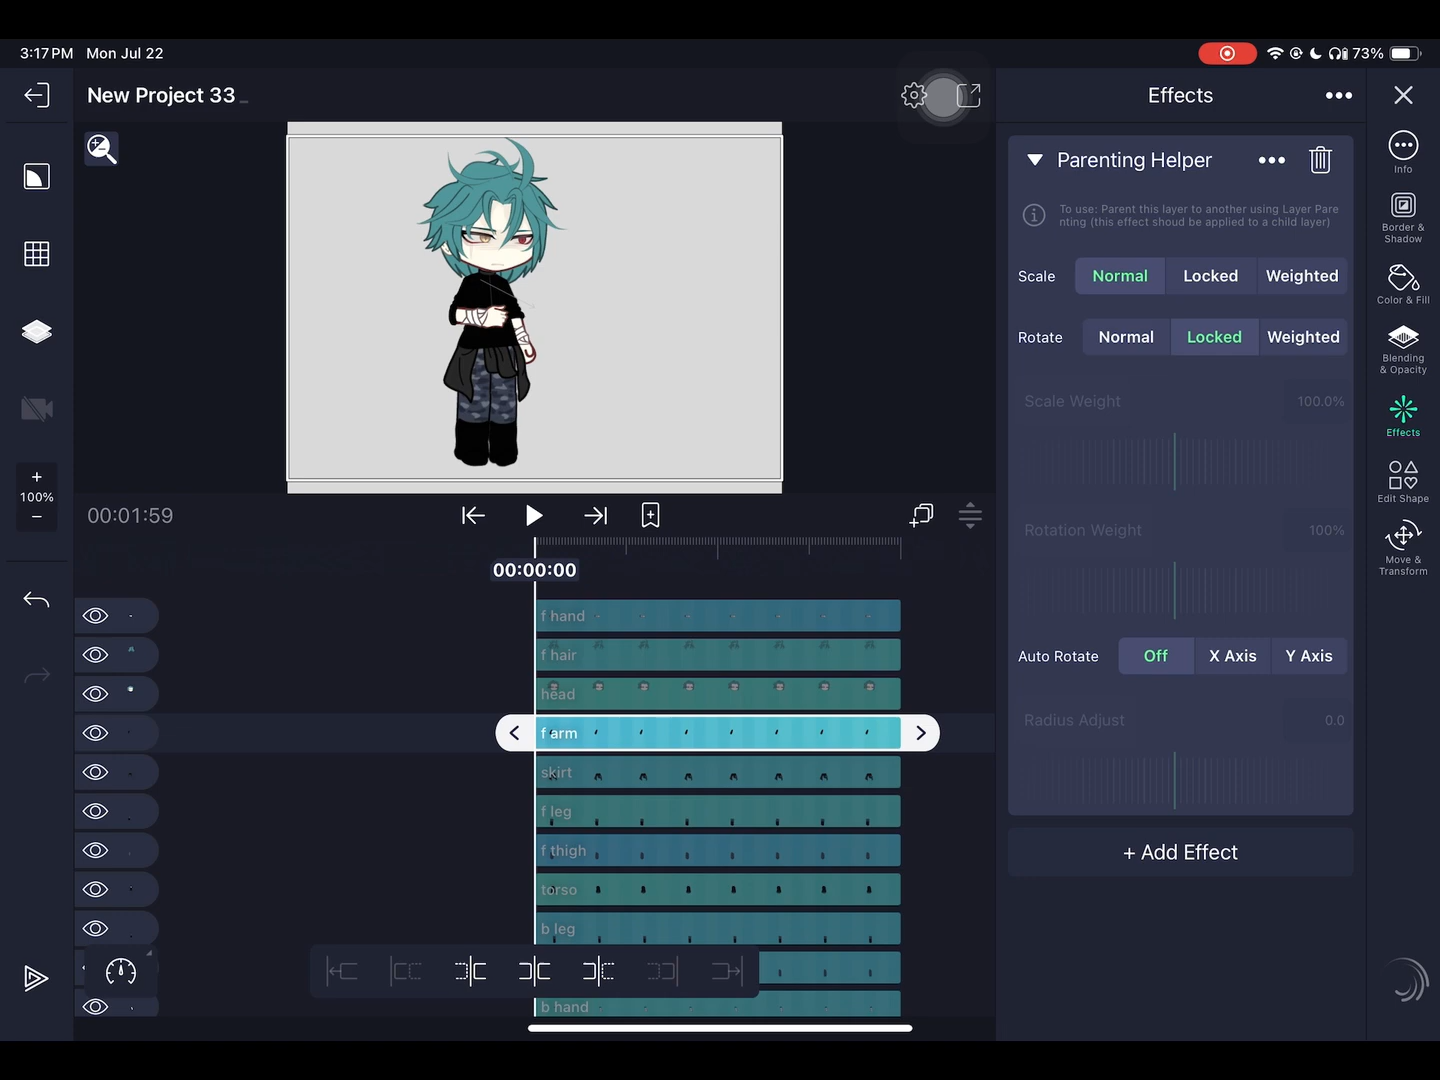 3:17 PM Mon Jul 22
73%
New Project 33
Effects
Parenting Helper
To use: Parent this layer to another using Layer Pare
nting (this effect shoud be applied to a child layer)
Scale Normal Locked Weighted
Rotate Normal Locked Weighted
Scale Weight 100.0%
Rotation Weight 100%
Auto Rotate Off X Axis Y Axis
Radius Adjust 0.0
+ Add Effect
Info
Border &
Shadow
Color & Fill
Blending
& Opacity
Effects
Edit Shape
Move &
Transform
+
100%
−
00:01:59
00:00:00
f hand
f hair
head
f arm
skirt
f leg
f thigh
torso
b leg
b hand